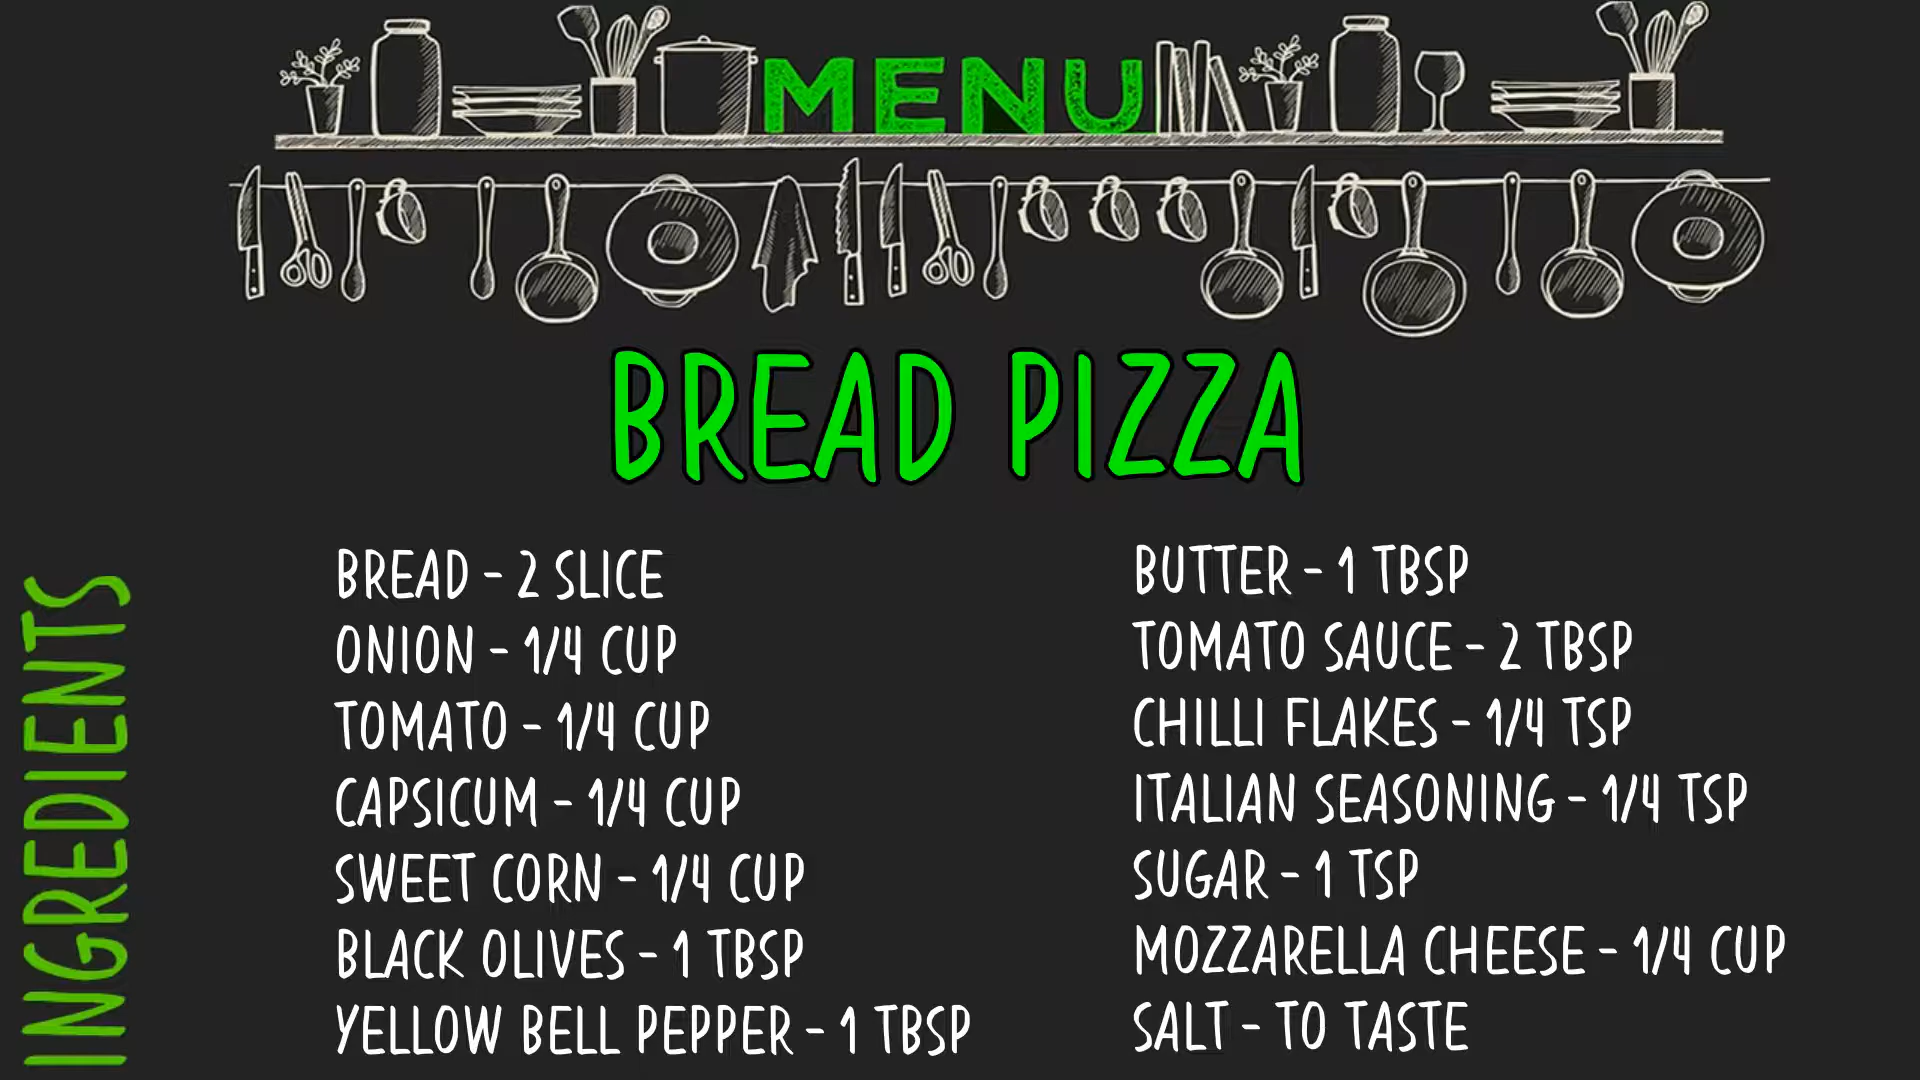 MENU
BREAD PIZZA
INGREDIENTS
BREAD - 2 SLICE
ONION - 1/4 CUP
TOMATO - 1/4 CUP
CAPSICUM - 1/4 CUP
SWEET CORN - 1/4 CUP
BLACK OLIVES - 1 TBSP
YELLOW BELL PEPPER - 1 TBSP
BUTTER - 1 TBSP
TOMATO SAUCE - 2 TBSP
CHILLI FLAKES - 1/4 TSP
ITALIAN SEASONING - 1/4 TSP
SUGAR - 1 TSP
MOZZARELLA CHEESE - 1/4 CUP
SALT - TO TASTE